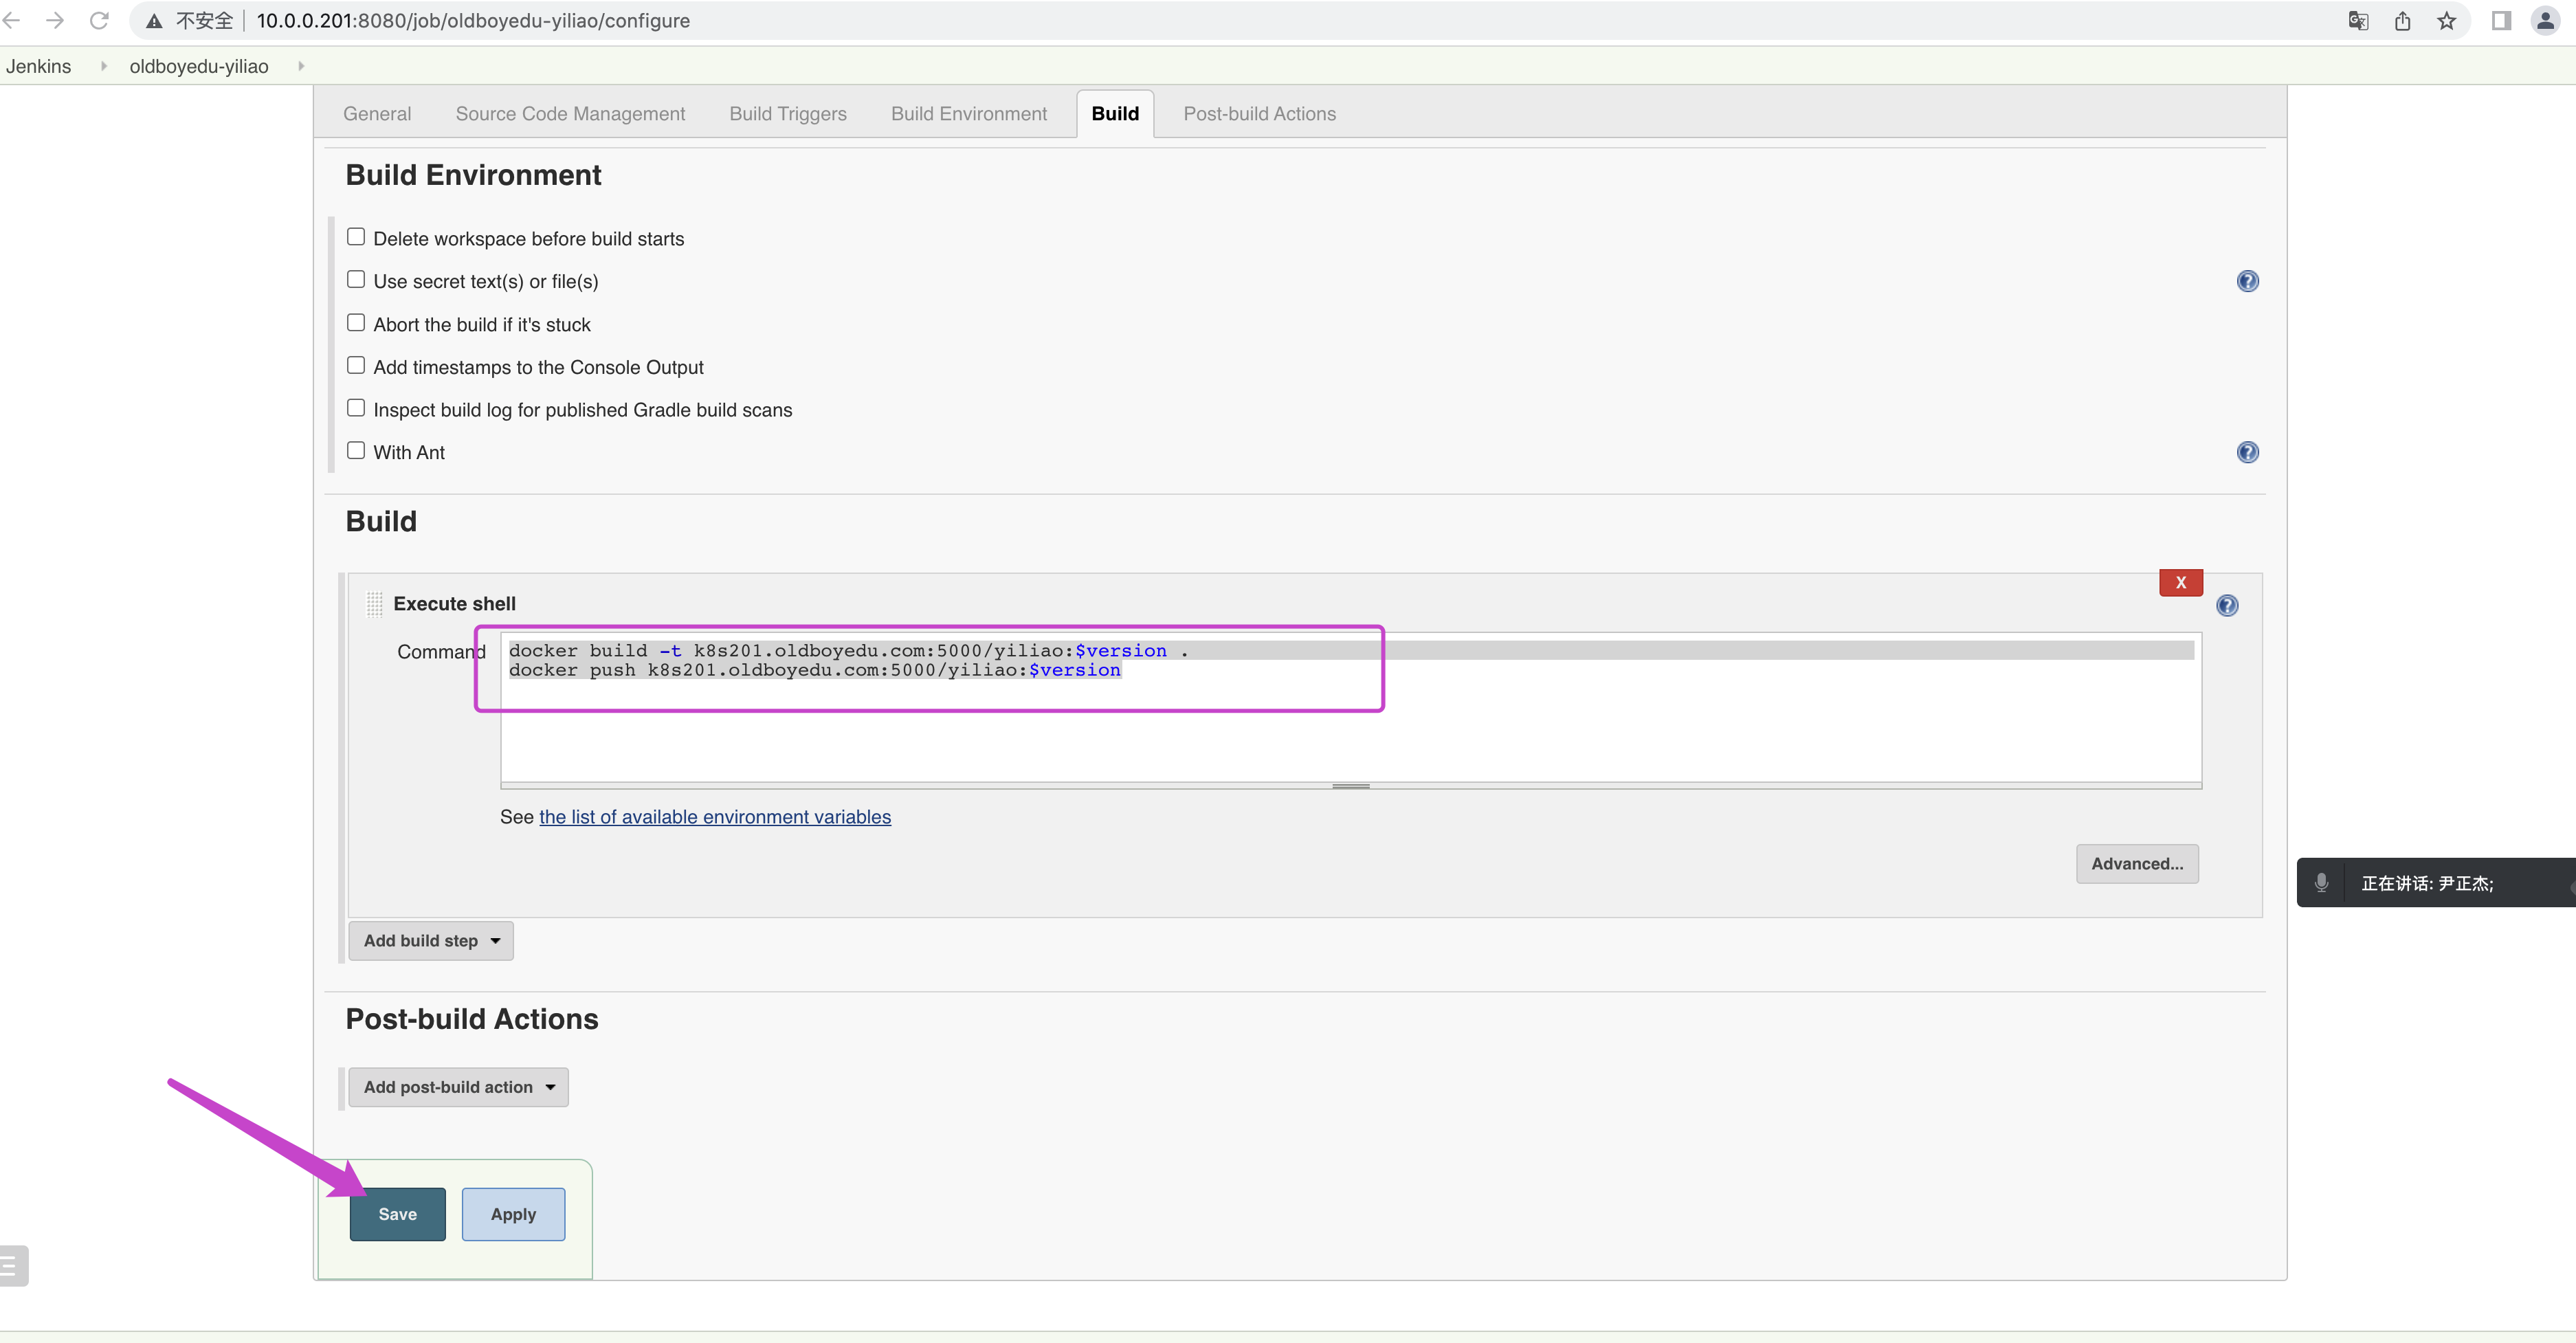 不安全 10.0.0.201:8080/job/oldboyedu-yiliao/configure
Jenkins oldboyedu-yiliao
General Source Code Management Build Triggers Build Environment Build Post-build Actions
Build Environment
Delete workspace before build starts
Use secret text(s) or file(s)
Abort the build if it's stuck
Add timestamps to the Console Output
Inspect build log for published Gradle build scans
With Ant
Build
X
Execute shell
Command
docker build -t k8s201.oldboyedu.com:5000/yiliao:$version .
docker push k8s201.oldboyedu.com:5000/yiliao:$version
See the list of available environment variables
Advanced...
正在讲话: 尹正杰;
Add build step
Post-build Actions
Add post-build action
Save Apply